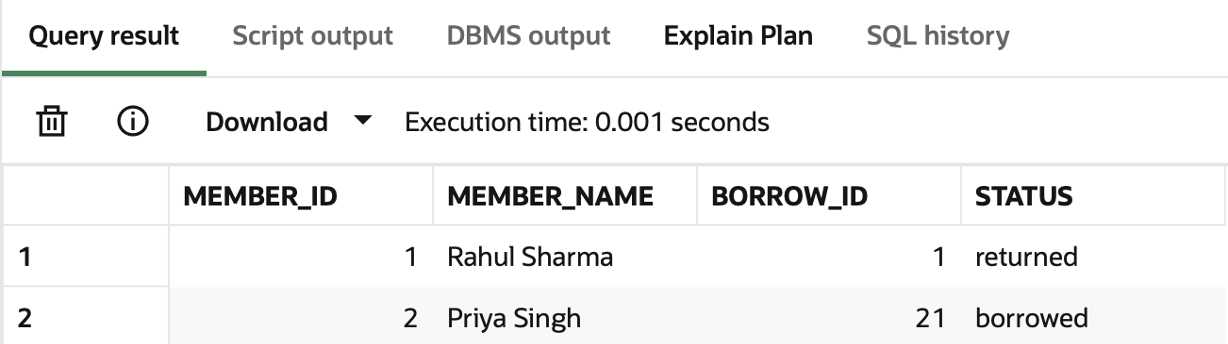 Query result Script output DBMS output Explain Plan SQL history
Download Execution time: 0.001 seconds
MEMBER_ID MEMBER_NAME BORROW_ID STATUS
1 1 Rahul Sharma 1 returned
2 2 Priya Singh 21 borrowed